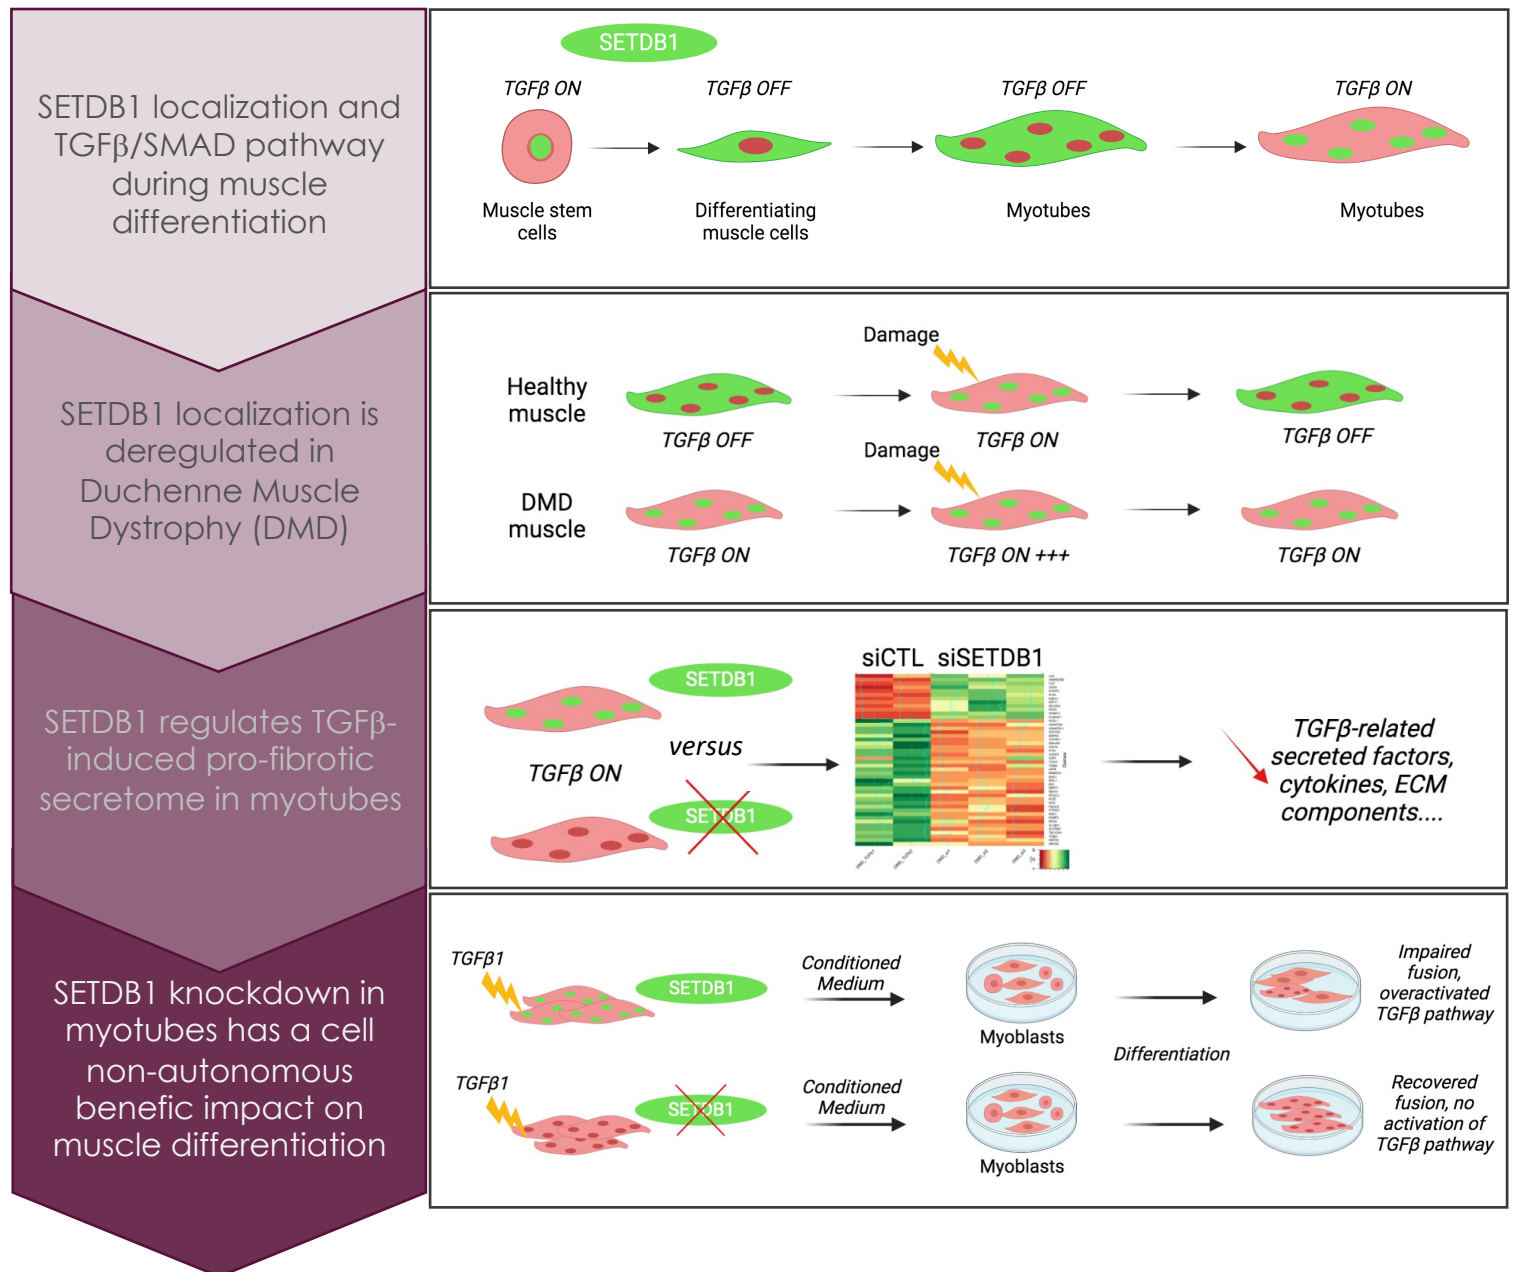 SETDB1 localization and
TGFβ/SMAD pathway
during muscle
differentiation
SETDB1
TGFβ ON
TGFβ OFF
TGFβ OFF
TGFβ ON
Muscle stem
cells
Differentiating
muscle cells
Myotubes
Myotubes
SETDB1 localization is
deregulated in
Duchenne Muscle
Dystrophy (DMD)
Damage
Healthy
muscle
TGFβ OFF
TGFβ ON
TGFβ OFF
Damage
DMD
muscle
TGFβ ON
TGFβ ON +++
TGFβ ON
SETDB1 regulates TGFβ-
induced pro-fibrotic
secretome in myotubes
SETDB1
versus
TGFβ ON
SETDB1
siCTL siSETDB1
TGFβ-related
secreted factors,
cytokines, ECM
components....
SETDB1 knockdown in
myotubes has a cell
non-autonomous
benefic impact on
muscle differentiation
TGFβ1
SETDB1
Conditioned
Medium
Myoblasts
Impaired
fusion,
overactivated
TGFβ pathway
Differentiation
TGFβ1
SETDB1
Conditioned
Medium
Myoblasts
Recovered
fusion, no
activation of
TGFβ pathway